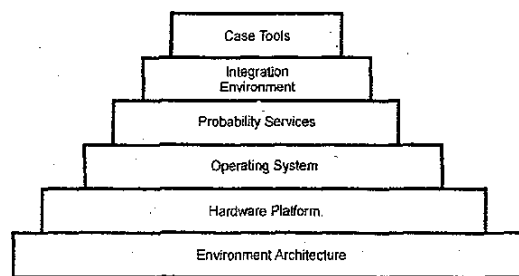 Case Tools
Integration
Environment
Probability Services
Operating System
Hardware Platform.
Environment Architecture